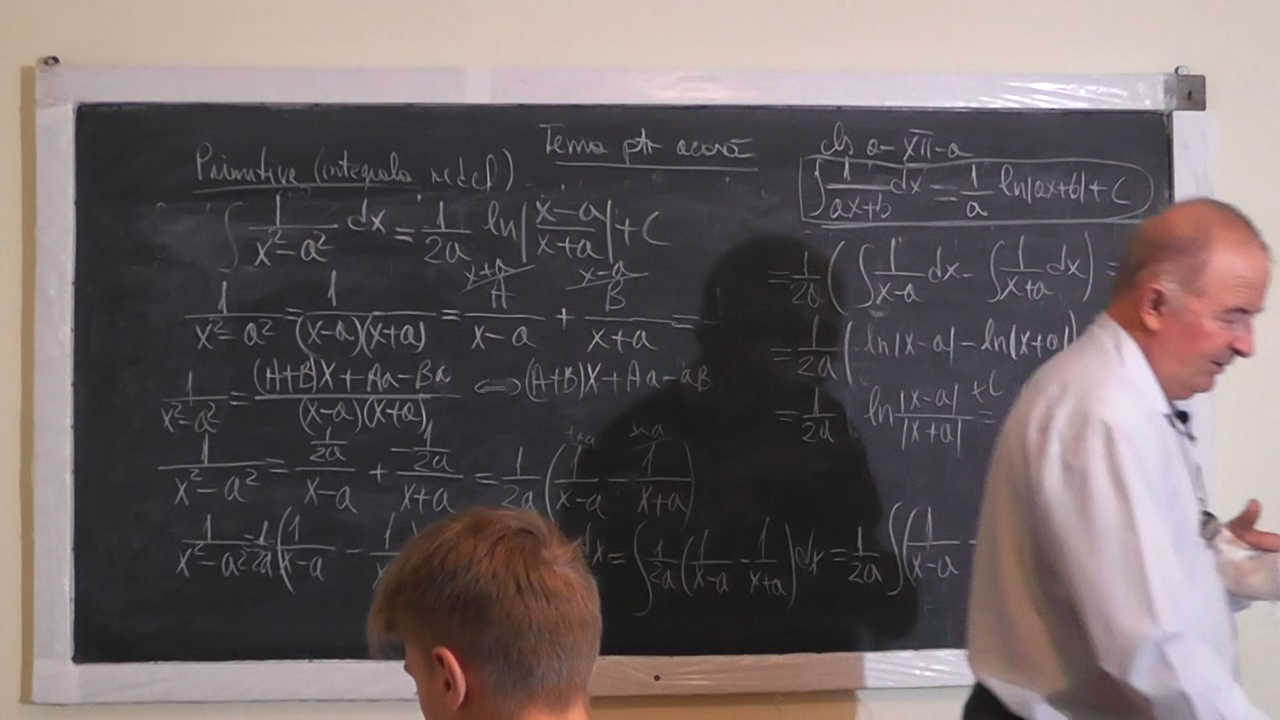 Tema ptr acasă
cls a-XII-a
Primitive (integrala nedef)
∫ 1/(x²-a²) dx = 1/2a ln|(x-a)/(x+a)| + C
1/(x²-a²) = 1/((x-a)(x+a)) = (x+a) A/(x-a) + (x-a) B/(x+a) =
1/(x²-a²) = ((A+B)X+Aa-Ba)/((x-a)(x+a)) ⟺ (A+B)X+Aa-aB
1/(x²-a²) = (1/2a)/(x-a) + (-1/2a)/(x+a) = 1/2a ( (x+a) 1/(x-a) - (x-a) 1/(x+a) )
1/(x²-a²) = 1/2a ( 1/(x-a) - 1/
dx = ∫ 1/2a ( 1/(x-a) - 1/(x+a) ) dx = 1/2a ∫ ( 1/(x-a) -
∫ 1/(ax+b) dx = 1/a ln|ax+b| + C
= 1/2a ( ∫ 1/(x-a) dx - ∫ 1/(x+a) dx ) =
= 1/2a ( ln|x-a| - ln|x+a| )
= 1/2a ln |x-a|/|x+a| + C =